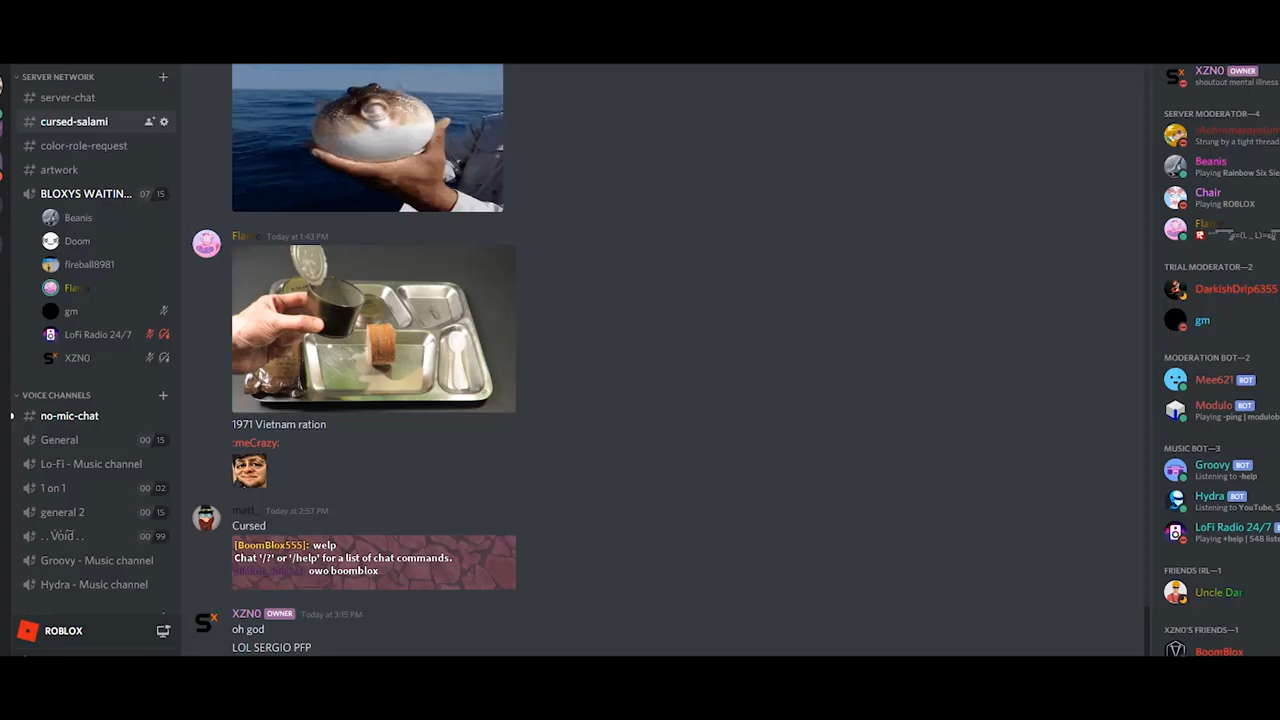 SERVER NETWORK
server-chat
cursed-salami
color-role-request
artwork
BLOXYS WAITIN... 07 15
Beanis
Doom
fireball8981
Flam
gm
LoFi Radio 24/7
XZN0
VOICE CHANNELS
no-mic-chat
General 00 15
Lo-Fi - Music channel
1 on 1 00 02
general 2 00 15
. . Void . . 00 99
Groovy - Music channel
Hydra - Music channel
ROBLOX
Today at 1:43 PM
1971 Vietnam ration
:meCrazy:
matt_ Today at 2:57 PM
Cursed
[BoomBlox555]: welp
Chat '/?' or '/help' for a list of chat commands.
owo boomblox
XZN0 OWNER Today at 3:15 PM
oh god
LOL SERGIO PFP
XZN0 OWNER
shoutout mental illness
SERVER MODERATOR—4
Strung by a tight thread
Beanis
Playing Rainbow Six Sie
Chair
Playing ROBLOX
TRIAL MODERATOR—2
DarkishDrip6355
gm
MODERATION BOT—2
Mee621 BOT
Modulo BOT
Playing -ping | modulob
MUSIC BOT—3
Groovy BOT
Listening to -help
Hydra BOT
Listening to YouTube, S
LoFi Radio 24/7
Playing +help | 548 liste
FRIENDS IRL—1
Uncle Dan
XZN0'S FRIENDS—1
BoomBlox